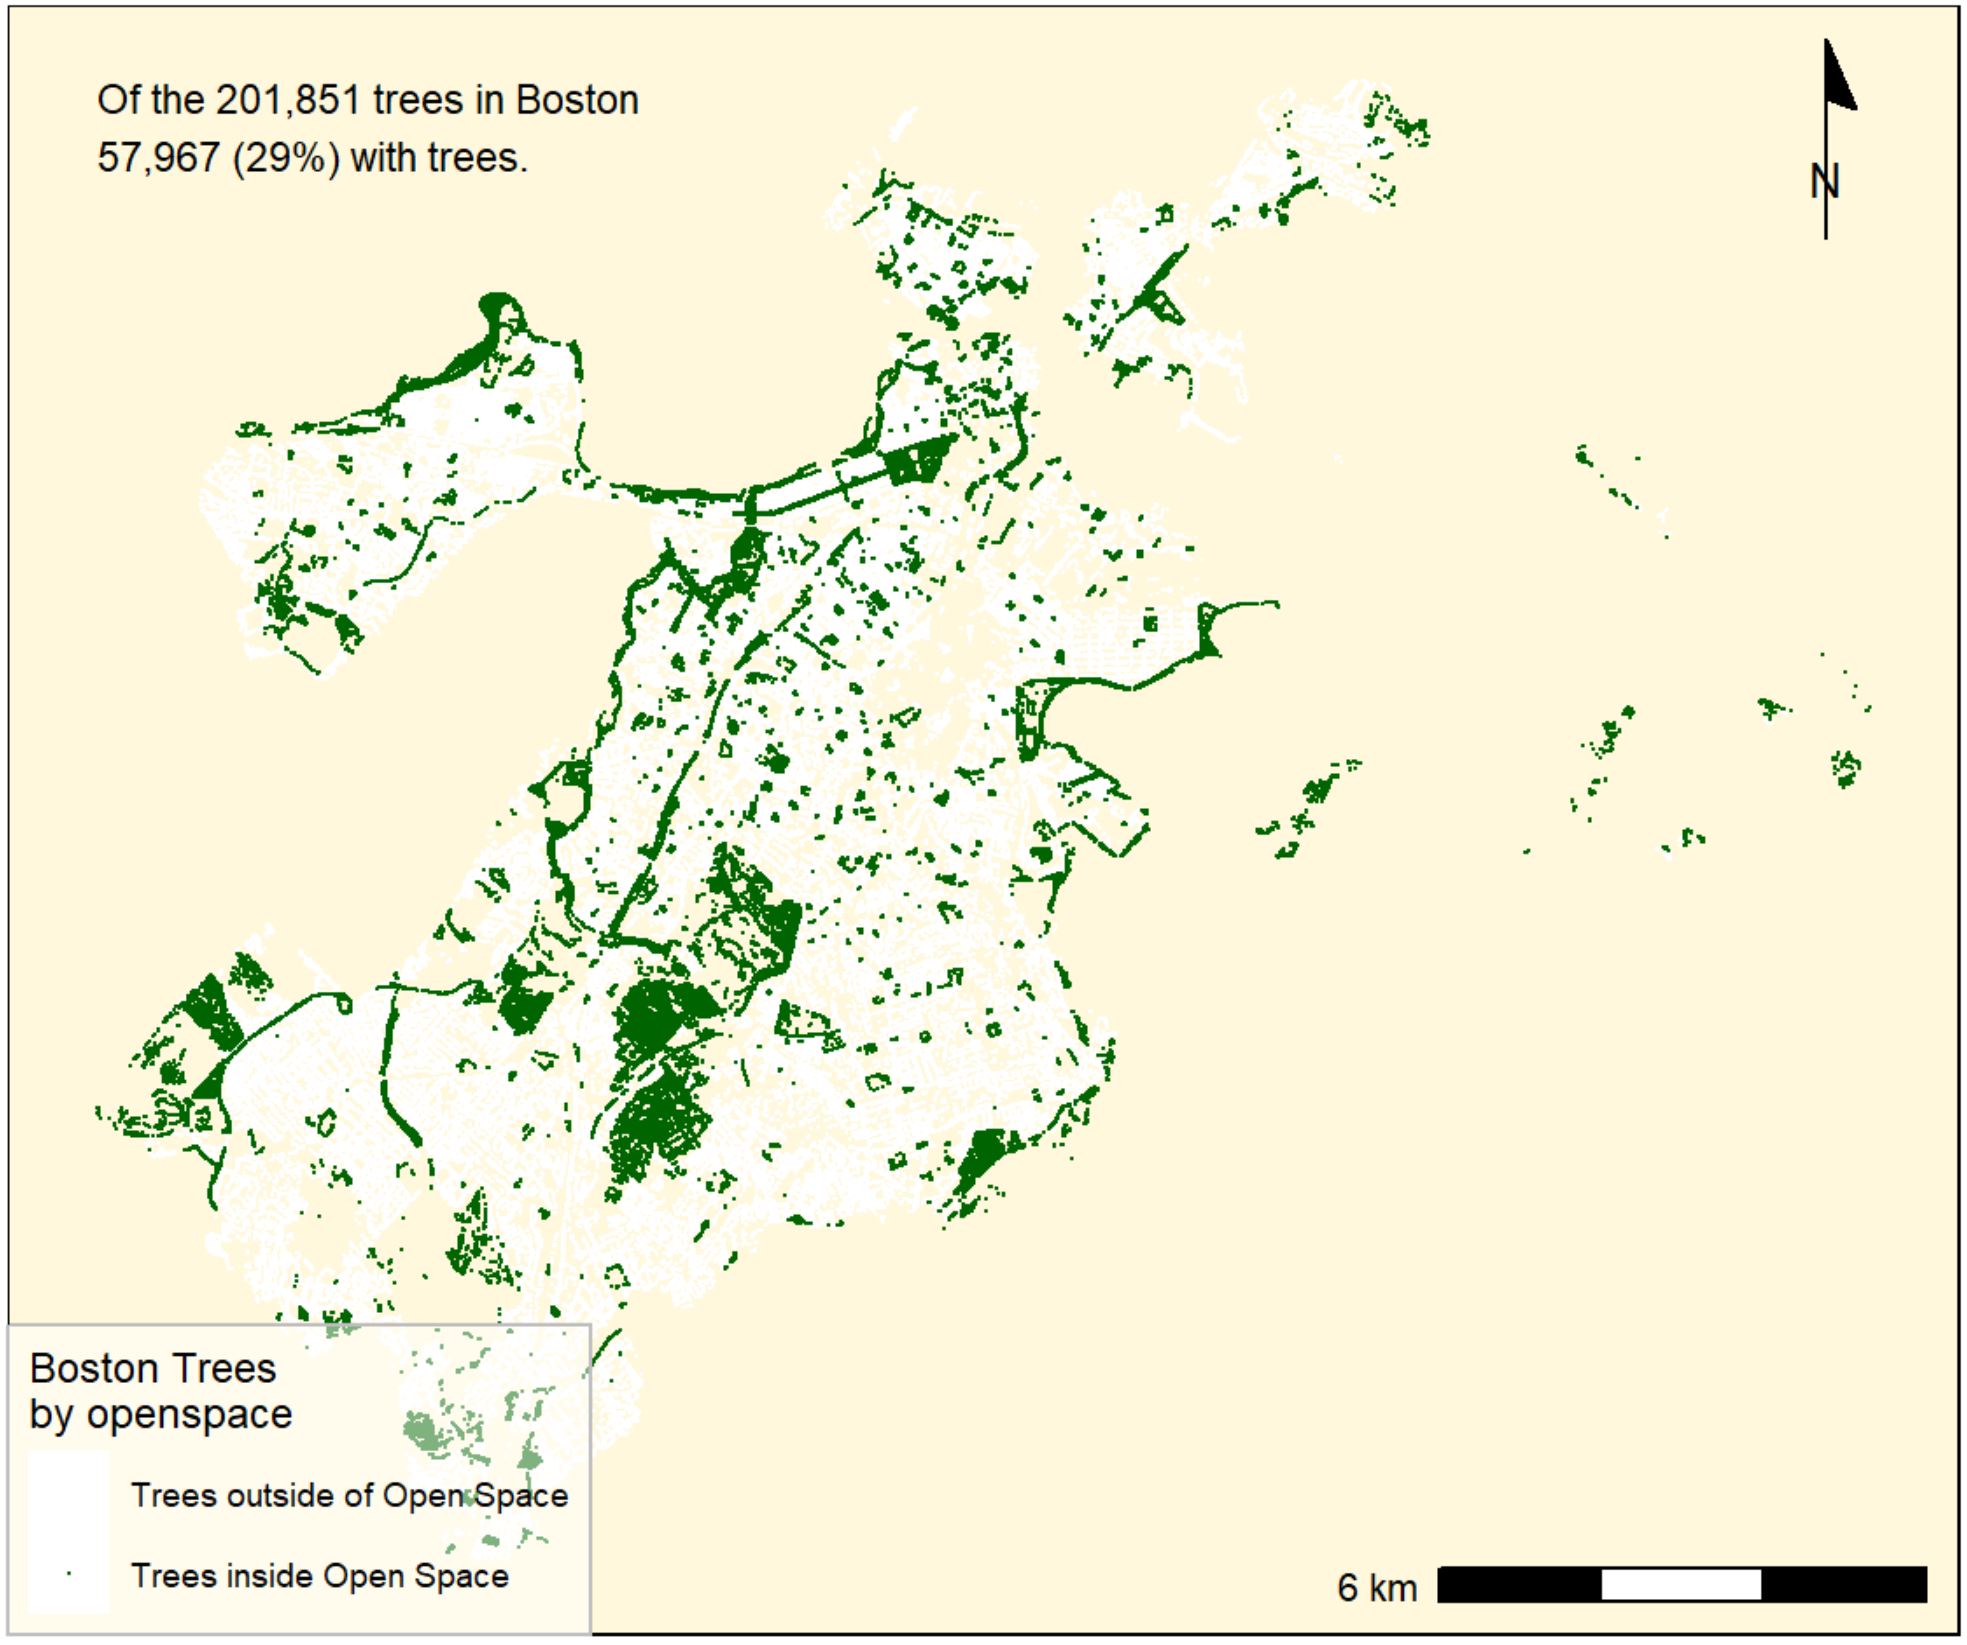 Of the 201,851 trees in Boston
57,967 (29%) with trees.
N
Boston Trees
by openspace
Trees outside of Open Space
Trees inside Open Space
6 km